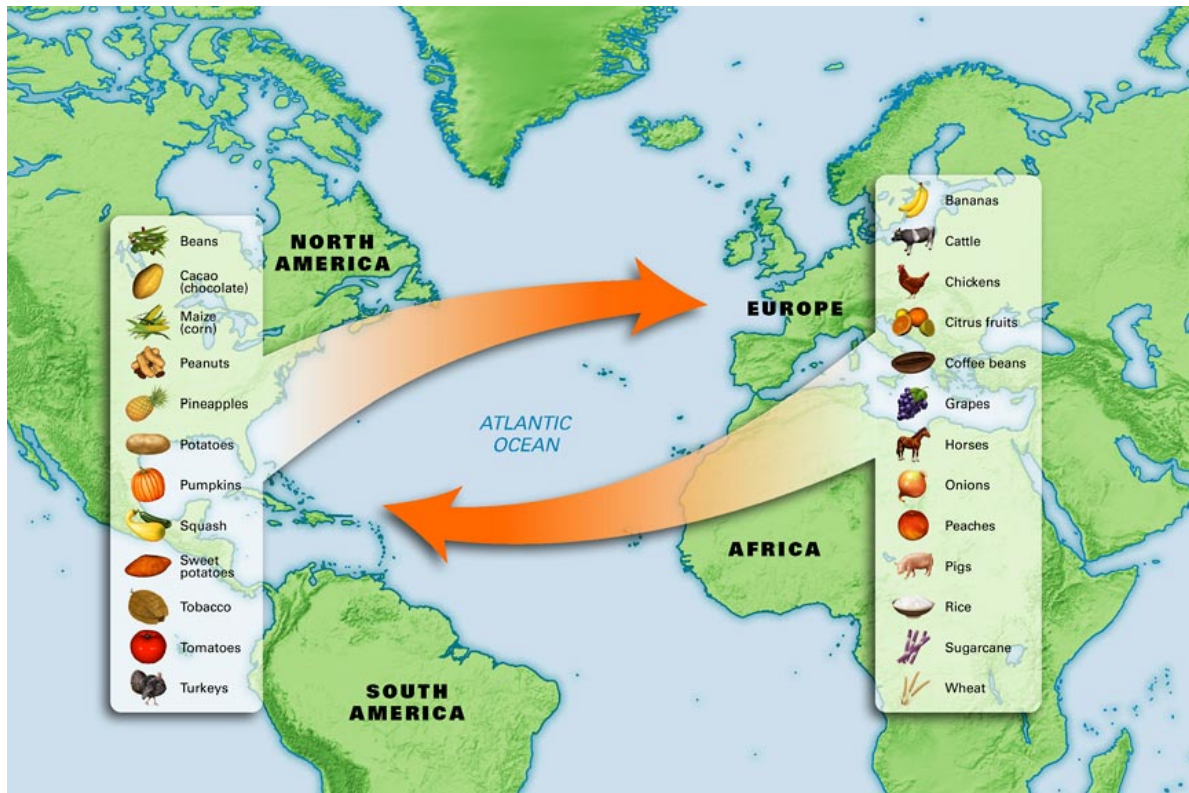 Beans
Cacao
(chocolate)
Maize
(corn)
Peanuts
Pineapples
Potatoes
Pumpkins
Squash
Sweet
potatoes
Tobacco
Tomatoes
Turkeys
NORTH
AMERICA
ATLANTIC
OCEAN
SOUTH
AMERICA
EUROPE
AFRICA
Bananas
Cattle
Chickens
Citrus fruits
Coffee beans
Grapes
Horses
Onions
Peaches
Pigs
Rice
Sugarcane
Wheat